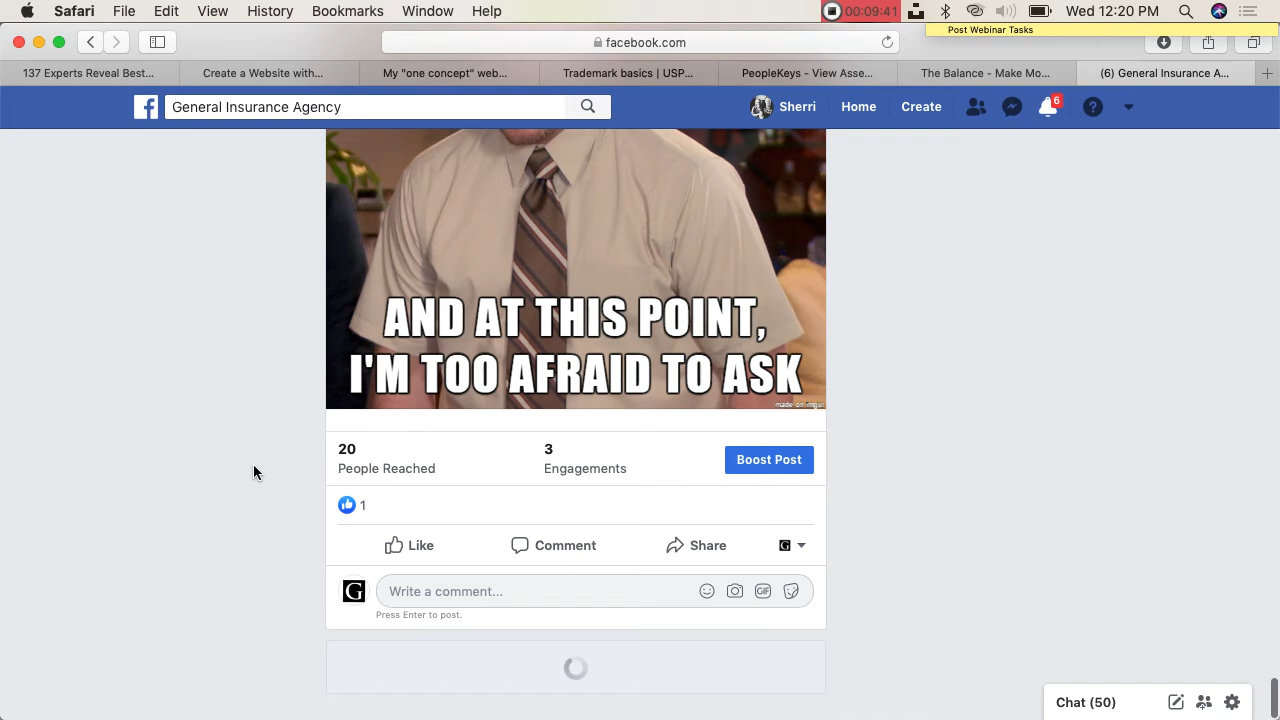 Safari File Edit View History Bookmarks Window Help 00:09:41 Wed 12:20 PM
Post Webinar Tasks
facebook.com
137 Experts Reveal Best... Create a Website with... My "one concept" web... Trademark basics | USP... PeopleKeys - View Asse... The Balance - Make Mo... (6) General Insurance A...
General Insurance Agency Sherri Home Create 6
AND AT THIS POINT,
I'M TOO AFRAID TO ASK
made on imgur
20 3 Boost Post
People Reached Engagements
1
Like Comment Share G
G Write a comment... GIF
Press Enter to post.
Chat (50)